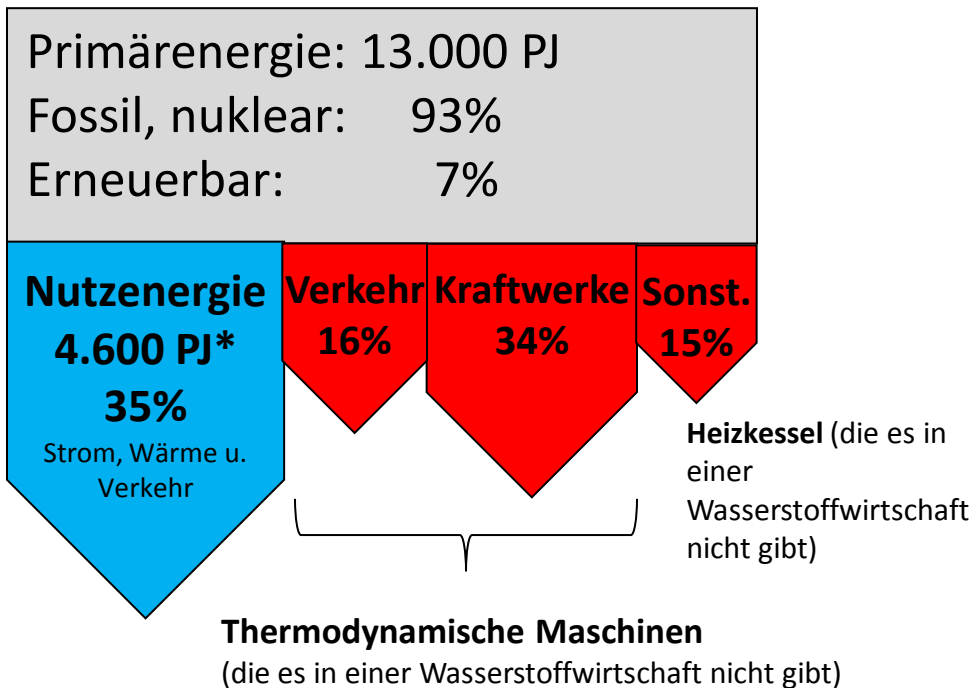 Primärenergie: 13.000 PJ
Fossil, nuklear: 93%
Erneuerbar: 7%
Nutzenergie
4.600 PJ*
35%
Strom, Wärme u.
Verkehr
Verkehr
16%
Kraftwerke
34%
Sonst.
15%
Heizkessel (die es in
einer
Wasserstoffwirtschaft
nicht gibt)
Thermodynamische Maschinen
(die es in einer Wasserstoffwirtschaft nicht gibt)